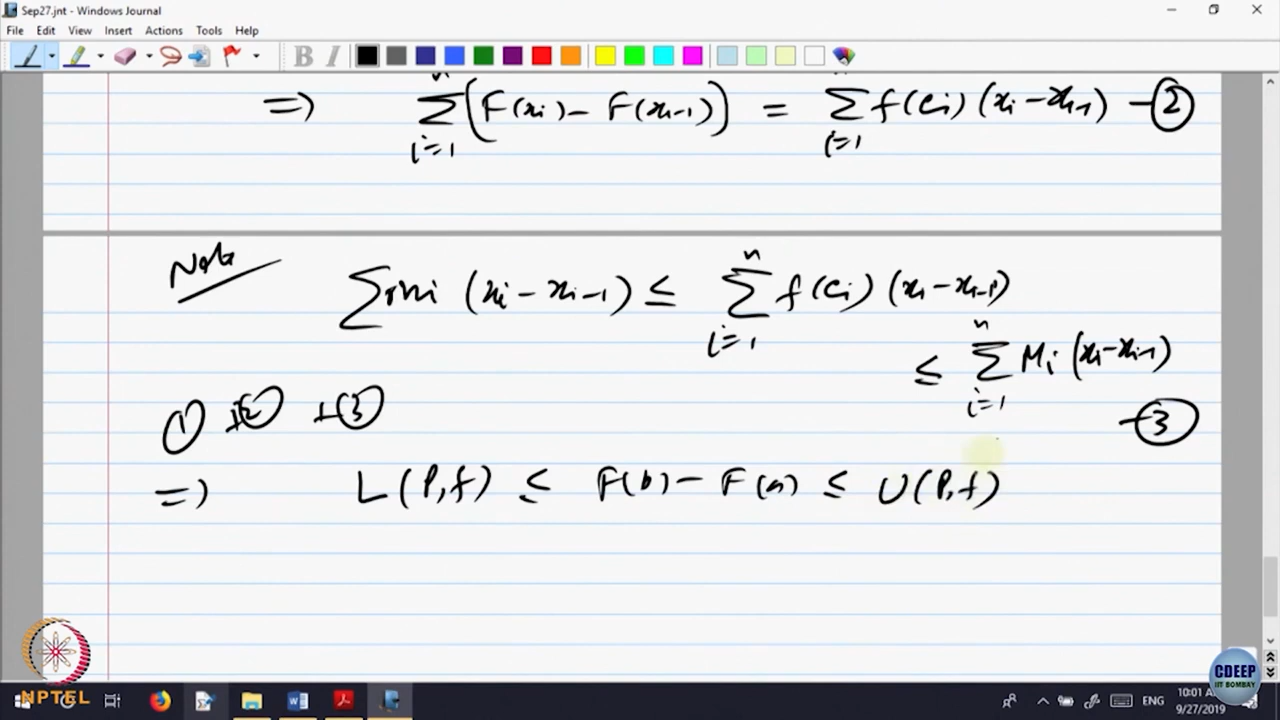 Sep27.jnt - Windows Journal
File Edit View Insert Actions Tools Help
B I
=> n∑i=1 (F(xi) - F(xi-1)) = n∑i=1 f(ci) (xi - xi-1) - ②
Note
∑mi (xi - xi-1) ≤ n∑i=1 f(ci) (xi - xi-1)
≤ n∑i=1 Mi (xi - xi-1)
- ③
① + ② + ③
=> L(P,f) ≤ F(b) - F(a) ≤ U(P,f)
NPTEL
CDEEP
IIT BOMBAY
ENG
10:01 A
9/27/2019